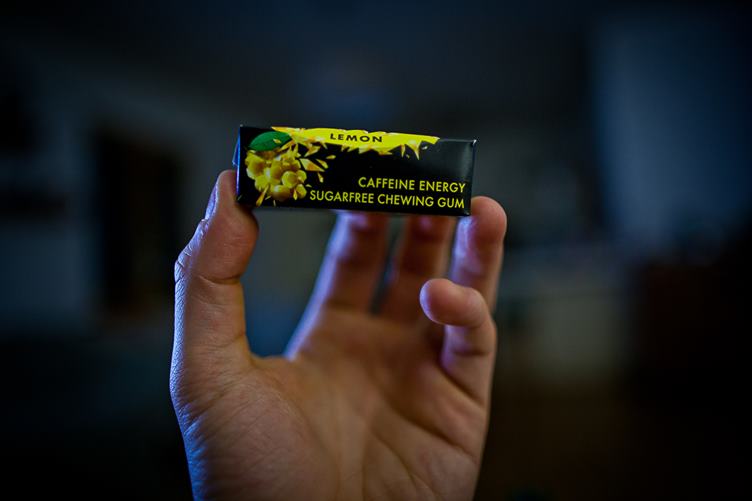 LEMON
CAFFEINE ENERGY
SUGARFREE CHEWING GUM